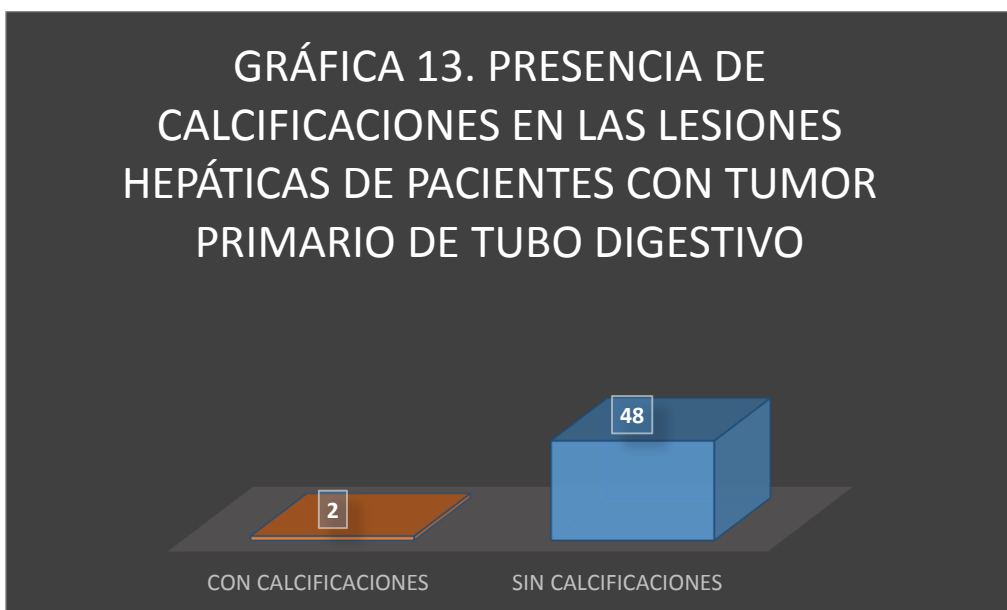 GRÁFICA 13. PRESENCIA DE
CALCIFICACIONES EN LAS LESIONES
HEPÁTICAS DE PACIENTES CON TUMOR
PRIMARIO DE TUBO DIGESTIVO
48
2
CON CALCIFICACIONES
SIN CALCIFICACIONES